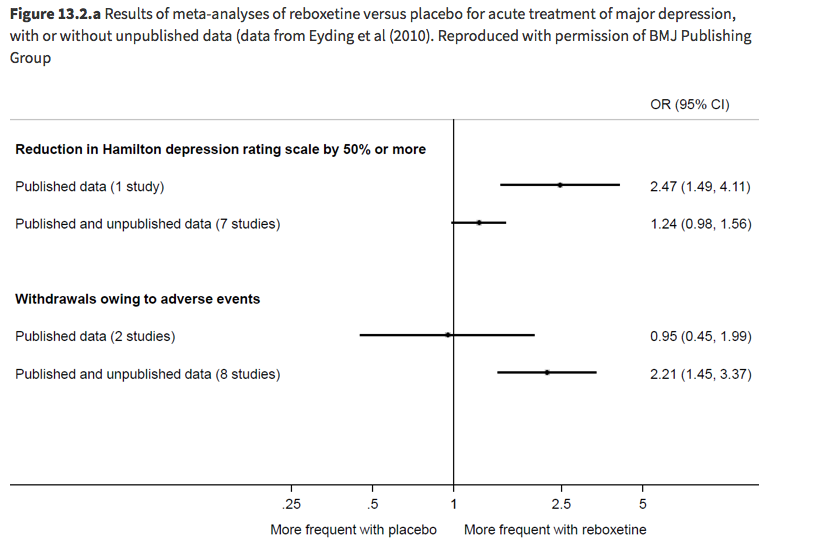 Figure 13.2.a Results of meta-analyses of reboxetine versus placebo for acute treatment of major depression,
with or without unpublished data (data from Eyding et al (2010). Reproduced with permission of BMJ Publishing
Group
OR (95% CI)
Reduction in Hamilton depression rating scale by 50% or more
Published data (1 study) 2.47 (1.49, 4.11)
Published and unpublished data (7 studies) 1.24 (0.98, 1.56)
Withdrawals owing to adverse events
Published data (2 studies) 0.95 (0.45, 1.99)
Published and unpublished data (8 studies) 2.21 (1.45, 3.37)
.25 .5 1 2.5 5
More frequent with placebo More frequent with reboxetine